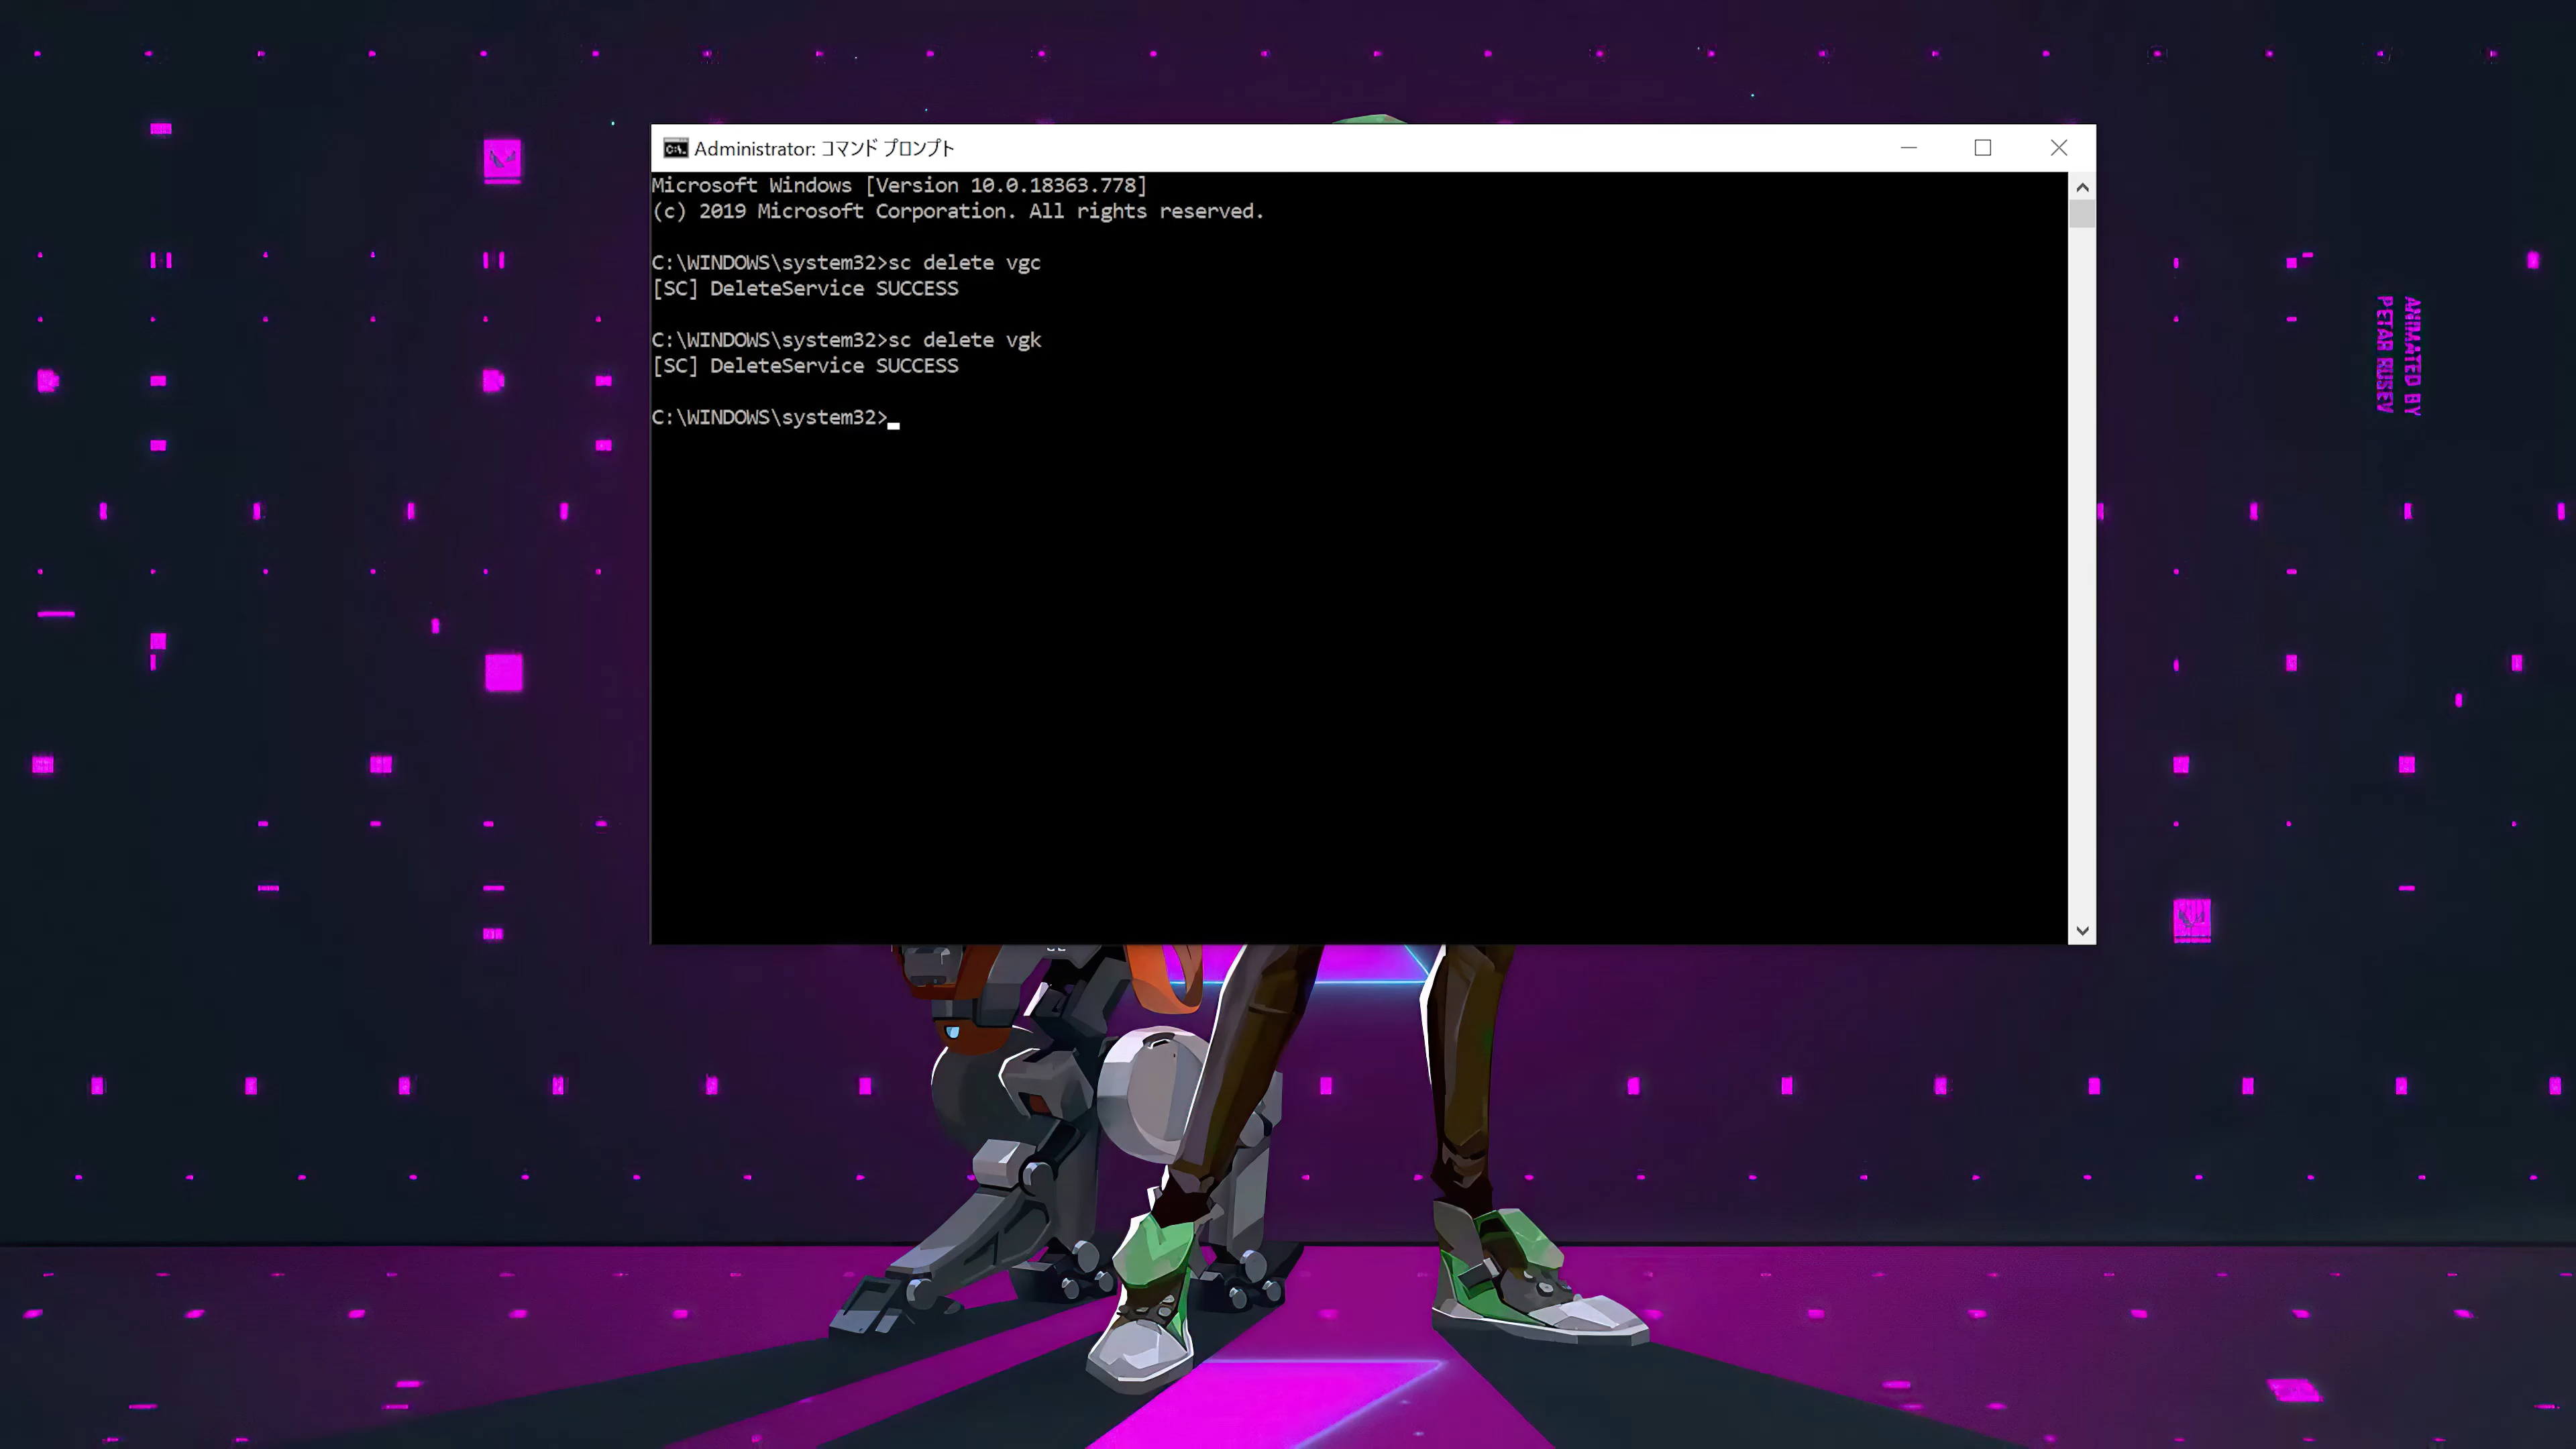 Administrator: コマンド プロンプト
Microsoft Windows [Version 10.0.18363.778]
(c) 2019 Microsoft Corporation. All rights reserved.
C:\WINDOWS\system32>sc delete vgc
[SC] DeleteService SUCCESS
C:\WINDOWS\system32>sc delete vgk
[SC] DeleteService SUCCESS
C:\WINDOWS\system32>
ANIMATED BY
PETAR RUSEV